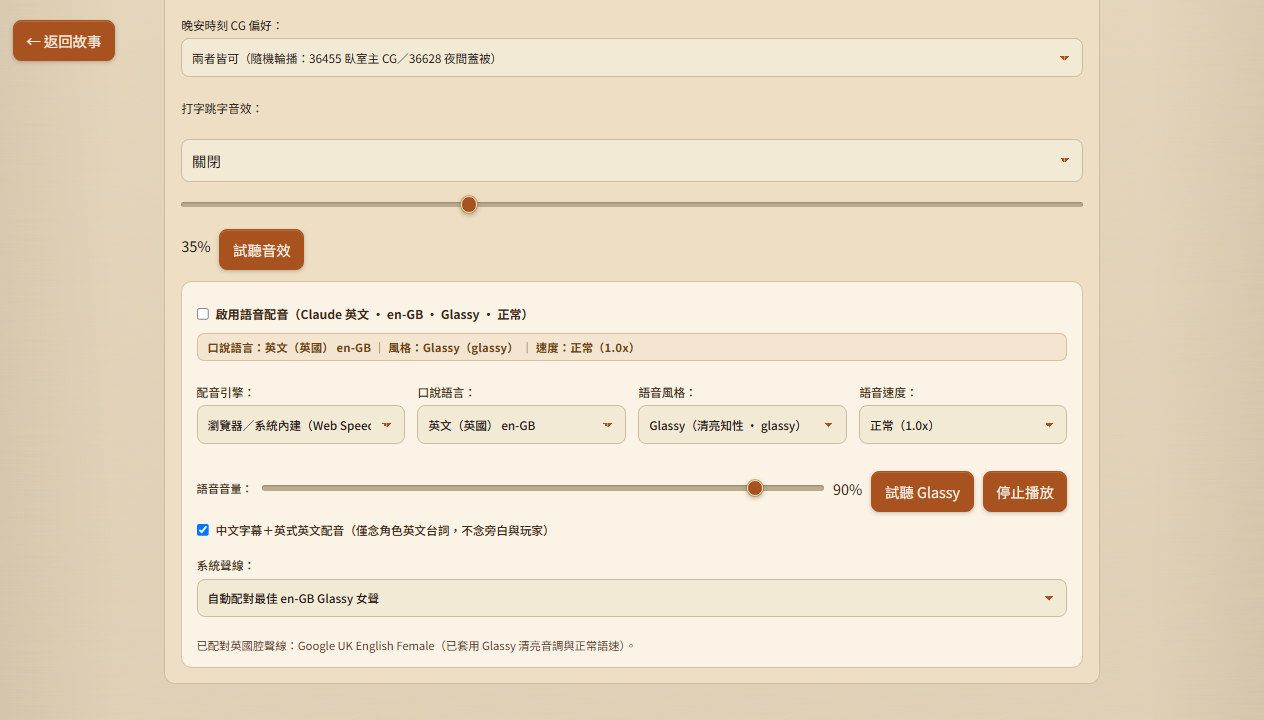 ← 返回故事
晚安時刻 CG 偏好：
兩者皆可（隨機輪播：36455 臥室主 CG／36628 夜間蓋被）
打字跳字音效：
關閉
35% 試聽音效
啟用語音配音（Claude 英文 · en-GB · Glassy · 正常）
口說語言：英文（英國） en-GB ｜ 風格：Glassy（glassy） ｜ 速度：正常（1.0x）
配音引擎： 口說語言： 語音風格： 語音速度：
瀏覽器／系統內建（Web Speec 英文（英國） en-GB Glassy（清亮知性 · glassy） 正常（1.0x）
語音音量： 90% 試聽 Glassy 停止播放
中文字幕＋英式英文配音（僅念角色英文台詞，不念旁白與玩家）
系統聲線：
自動配對最佳 en-GB Glassy 女聲
已配對英國腔聲線：Google UK English Female（已套用 Glassy 清亮音調與正常語速）。